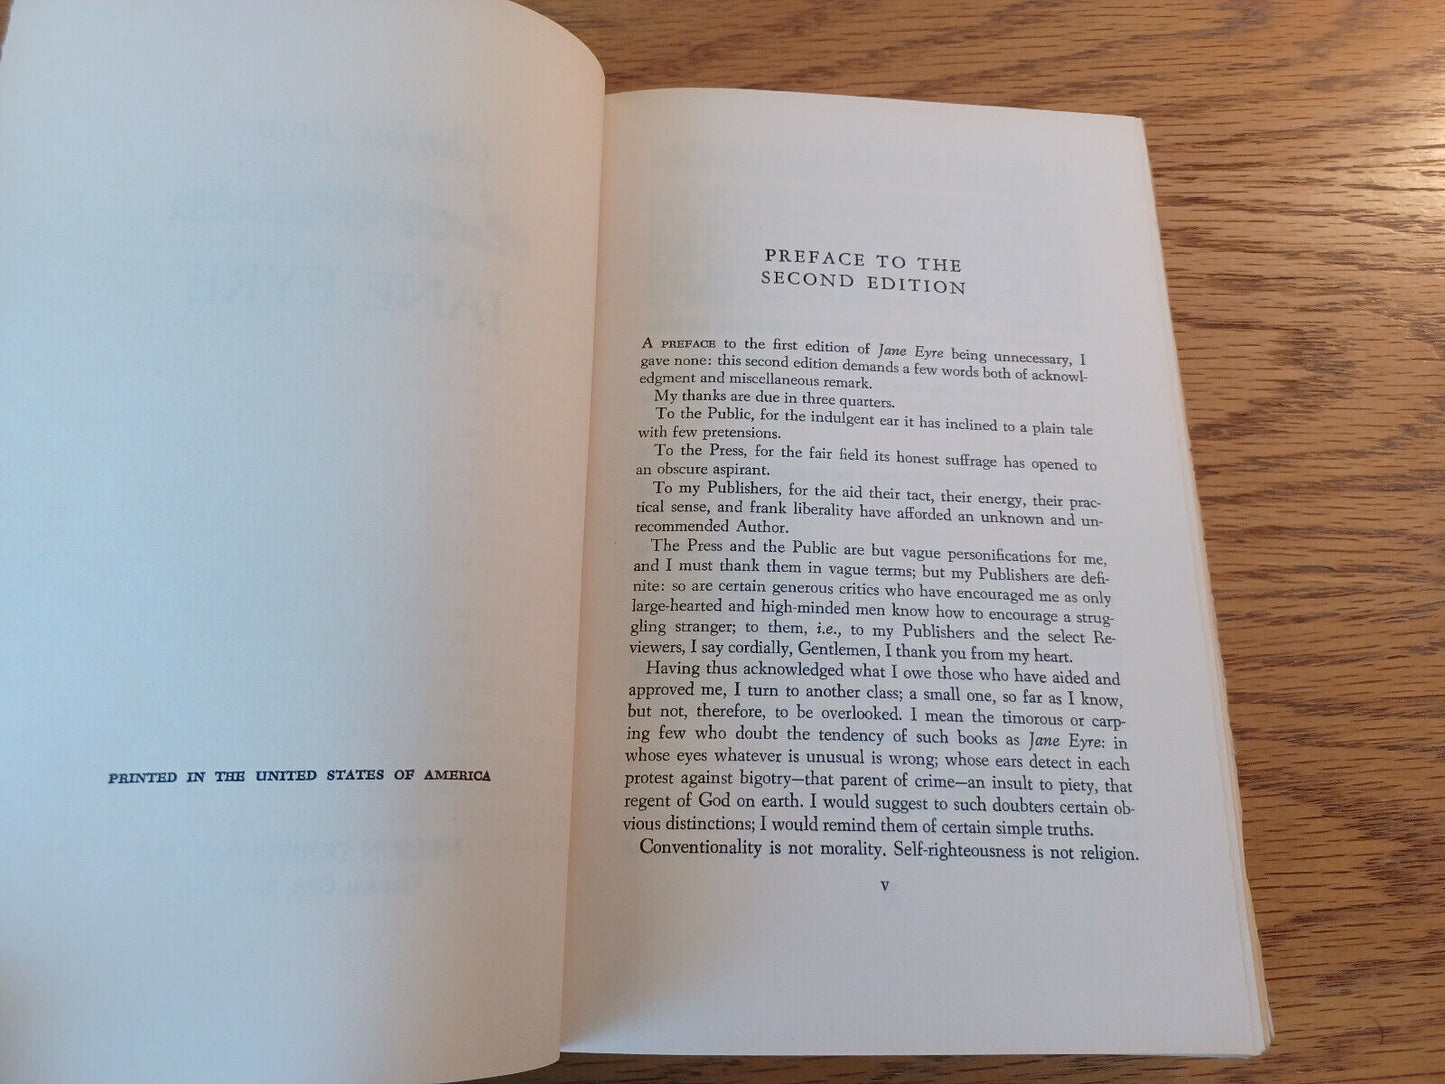 PRINTED IN THE UNITED STATES OF AMERICA
PREFACE TO THE
SECOND EDITION
A PREFACE to the first edition of Jane Eyre being unnecessary, I
gave none: this second edition demands a few words both of acknowl-
edgment and miscellaneous remark.
My thanks are due in three quarters.
To the Public, for the indulgent ear it has inclined to a plain tale
with few pretensions.
To the Press, for the fair field its honest suffrage has opened to
an obscure aspirant.
To my Publishers, for the aid their tact, their energy, their prac-
tical sense, and frank liberality have afforded an unknown and un-
recommended Author.
The Press and the Public are but vague personifications for me,
and I must thank them in vague terms; but my Publishers are defi-
nite: so are certain generous critics who have encouraged me as only
large-hearted and high-minded men know how to encourage a strug-
gling stranger; to them, i.e., to my Publishers and the select Re-
viewers, I say cordially, Gentlemen, I thank you from my heart.
Having thus acknowledged what I owe those who have aided and
approved me, I turn to another class; a small one, so far as I know,
but not, therefore, to be overlooked. I mean the timorous or carp-
ing few who doubt the tendency of such books as Jane Eyre: in
whose eyes whatever is unusual is wrong; whose ears detect in each
protest against bigotry—that parent of crime—an insult to piety, that
regent of God on earth. I would suggest to such doubters certain ob-
vious distinctions; I would remind them of certain simple truths.
Conventionality is not morality. Self-righteousness is not religion.
v